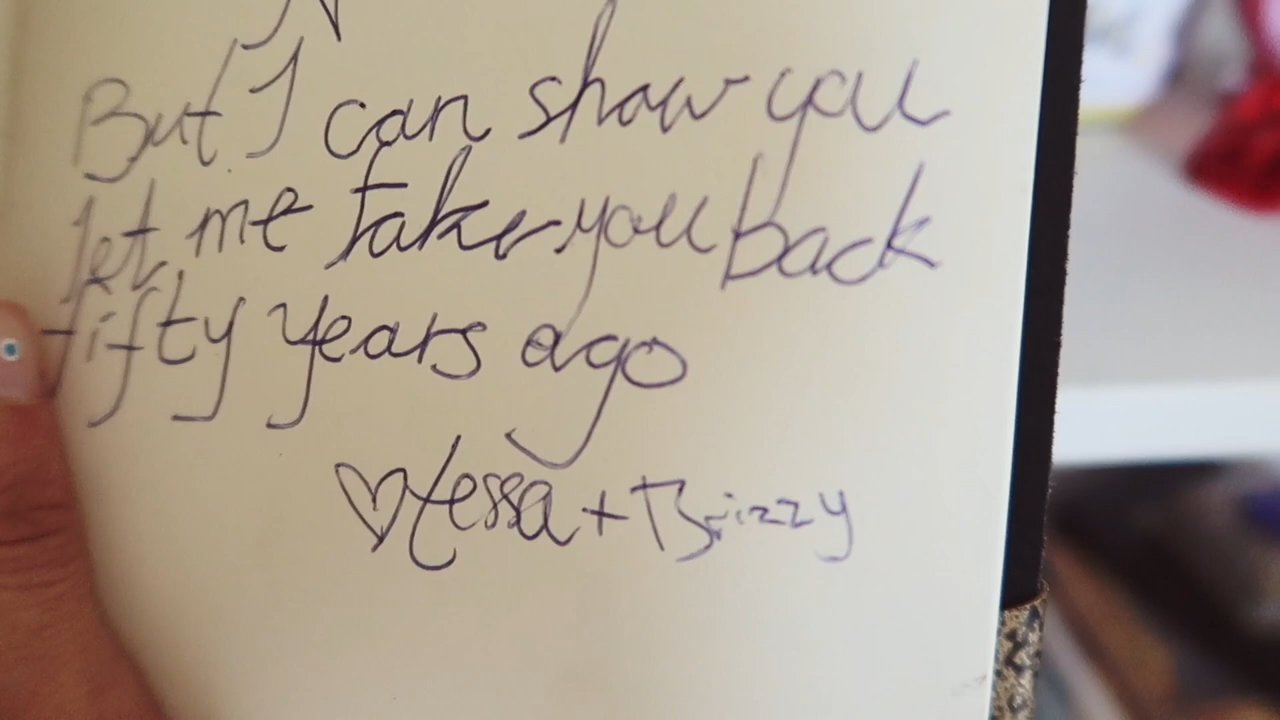 But I can show you
let me take you back
fifty years ago
♡ tessa + Brizzy